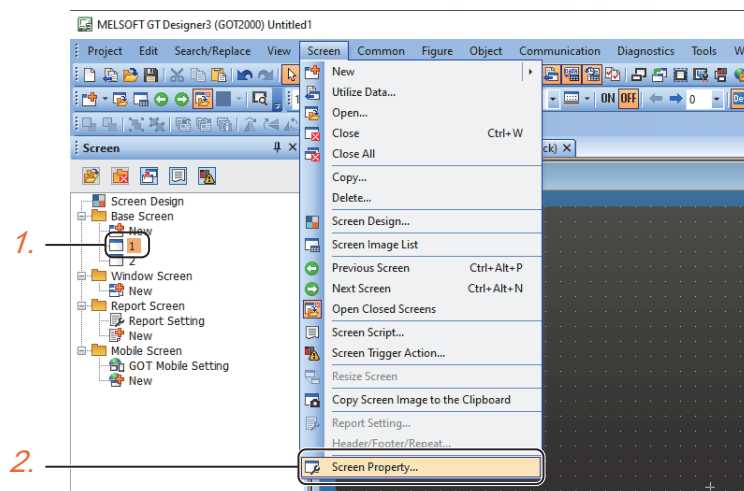 MELSOFT GT Designer3 (GOT2000) Untitled1
Project Edit Search/Replace View Screen Common Figure Object Communication Diagnostics Tools W
ON OFF 0
Screen
ck)
Screen Design
Base Screen
New
1. 1
2
Window Screen
New
Report Screen
Report Setting
New
Mobile Screen
GOT Mobile Setting
New
New
Utilize Data...
Open...
Close Ctrl+W
Close All
Copy...
Delete...
Screen Design...
Screen Image List
Previous Screen Ctrl+Alt+P
Next Screen Ctrl+Alt+N
Open Closed Screens
Screen Script...
Screen Trigger Action...
Resize Screen
Copy Screen Image to the Clipboard
Report Setting...
Header/Footer/Repeat...
2. Screen Property...